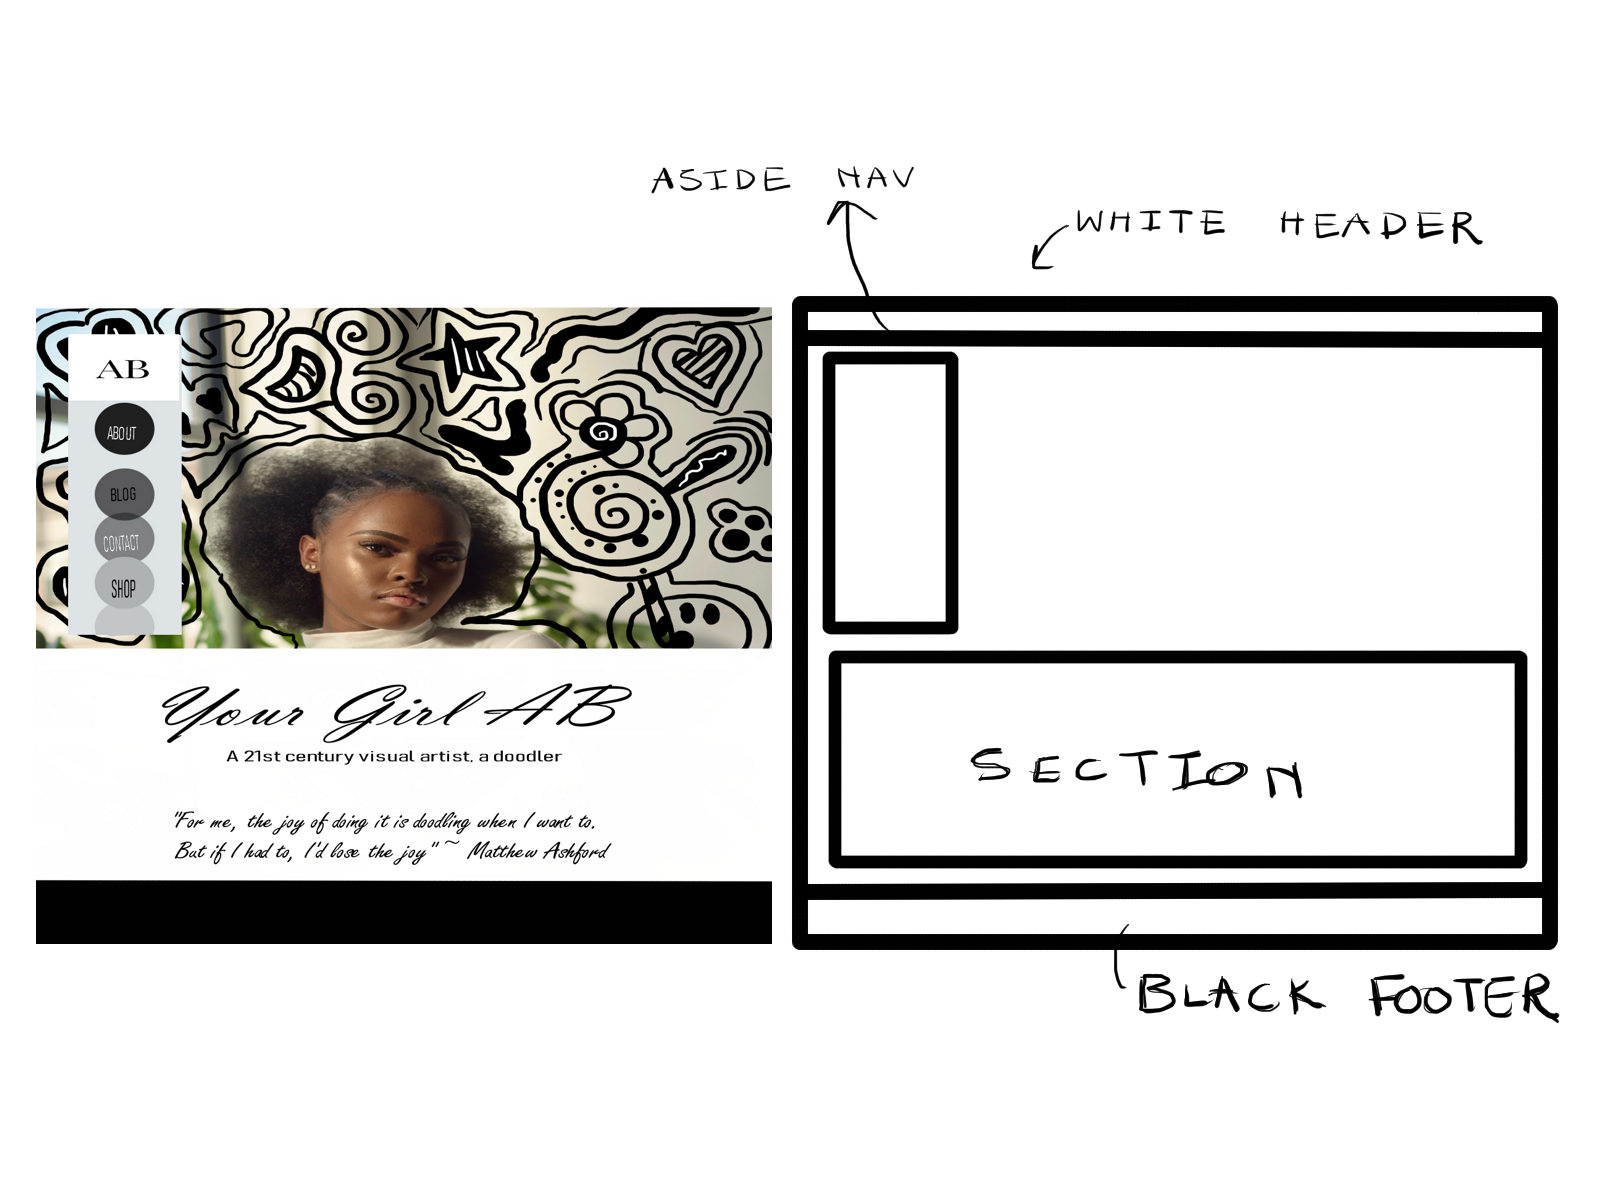 ASIDE NAV
WHITE HEADER
AB
ABOUT
BLOG
CONTACT
SHOP
Your Girl AB
A 21st century visual artist, a doodler
"For me, the joy of doing it is doodling when I want to.
But if I had to, I'd lose the joy" ~ Matthew Ashford
SECTION
BLACK FOOTER